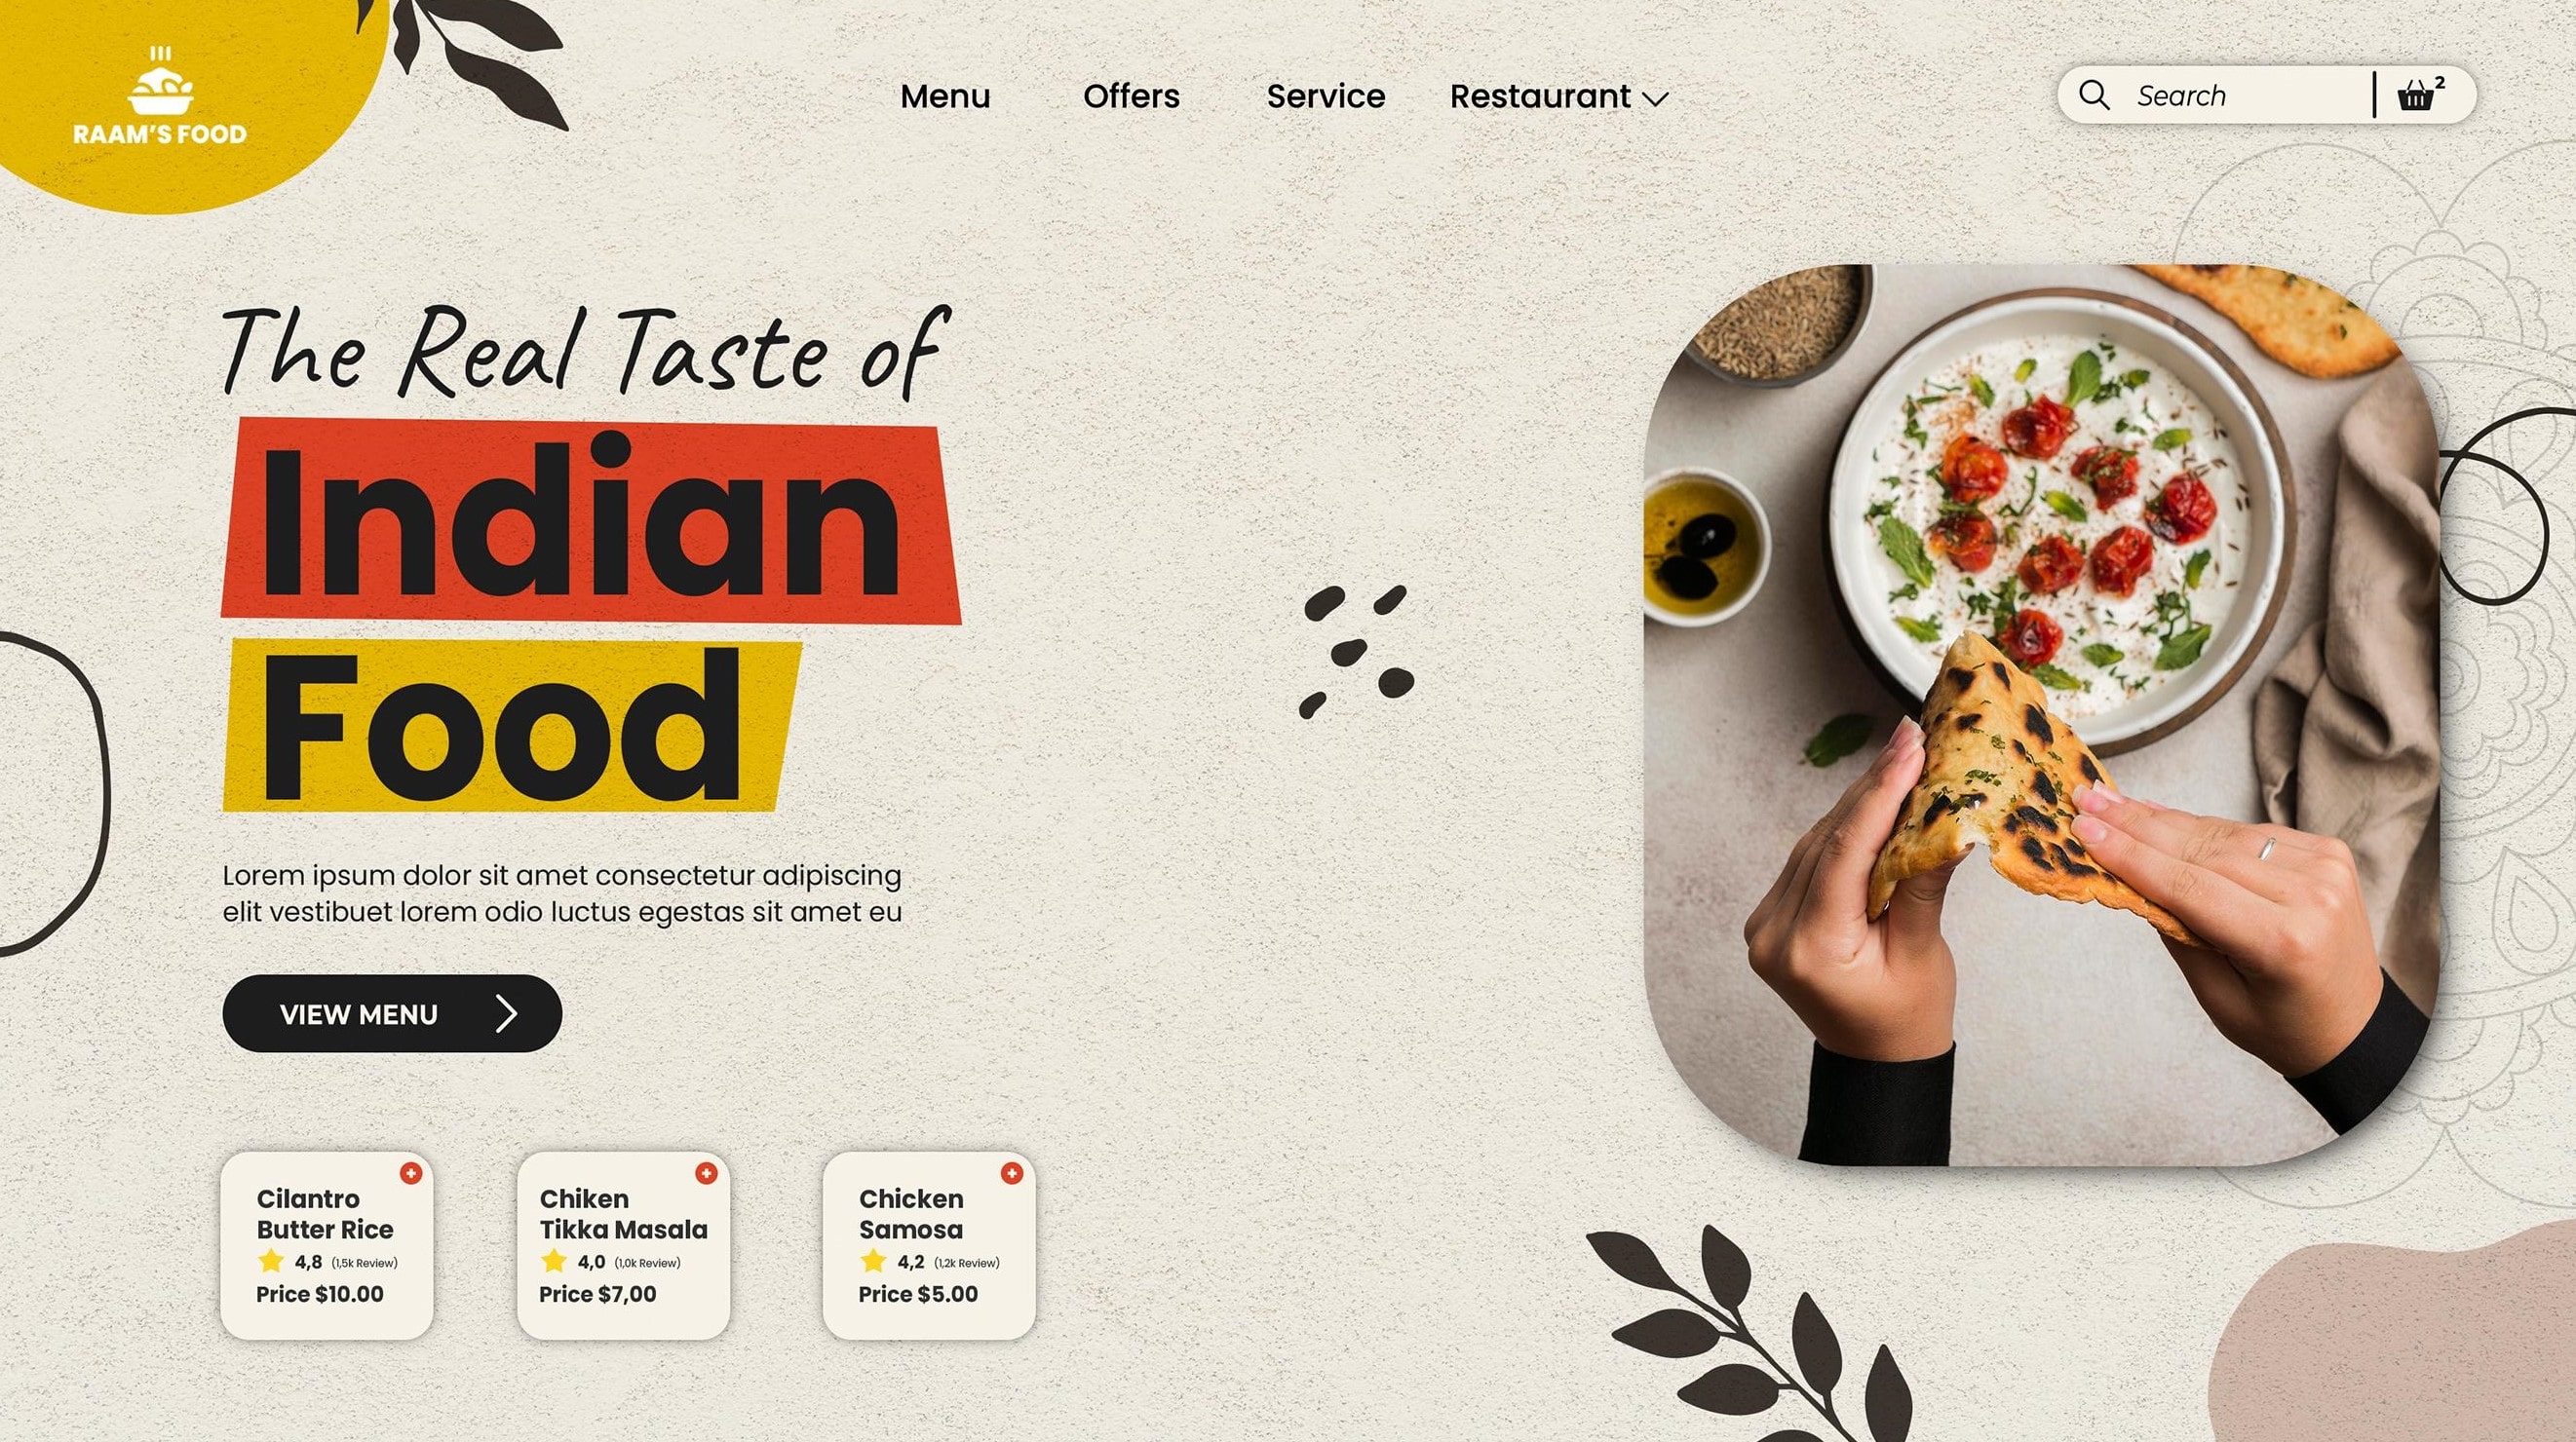 RAAM'S FOOD
Menu Offers Service Restaurant
Search
2
The Real Taste of
Indian
Food
Lorem ipsum dolor sit amet consectetur adipiscing
elit vestibuet lorem odio luctus egestas sit amet eu
VIEW MENU
Cilantro
Butter Rice
4,8 (1,5k Review)
Price $10.00
Chiken
Tikka Masala
4,0 (1,0k Review)
Price $7,00
Chicken
Samosa
4,2 (1,2k Review)
Price $5.00